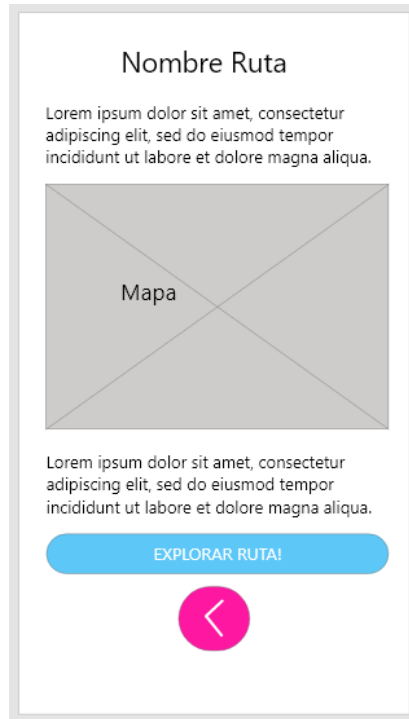 Nombre Ruta
Lorem ipsum dolor sit amet, consectetur
adipiscing elit, sed do eiusmod tempor
incididunt ut labore et dolore magna aliqua.
Mapa
Lorem ipsum dolor sit amet, consectetur
adipiscing elit, sed do eiusmod tempor
incididunt ut labore et dolore magna aliqua.
EXPLORAR RUTA!